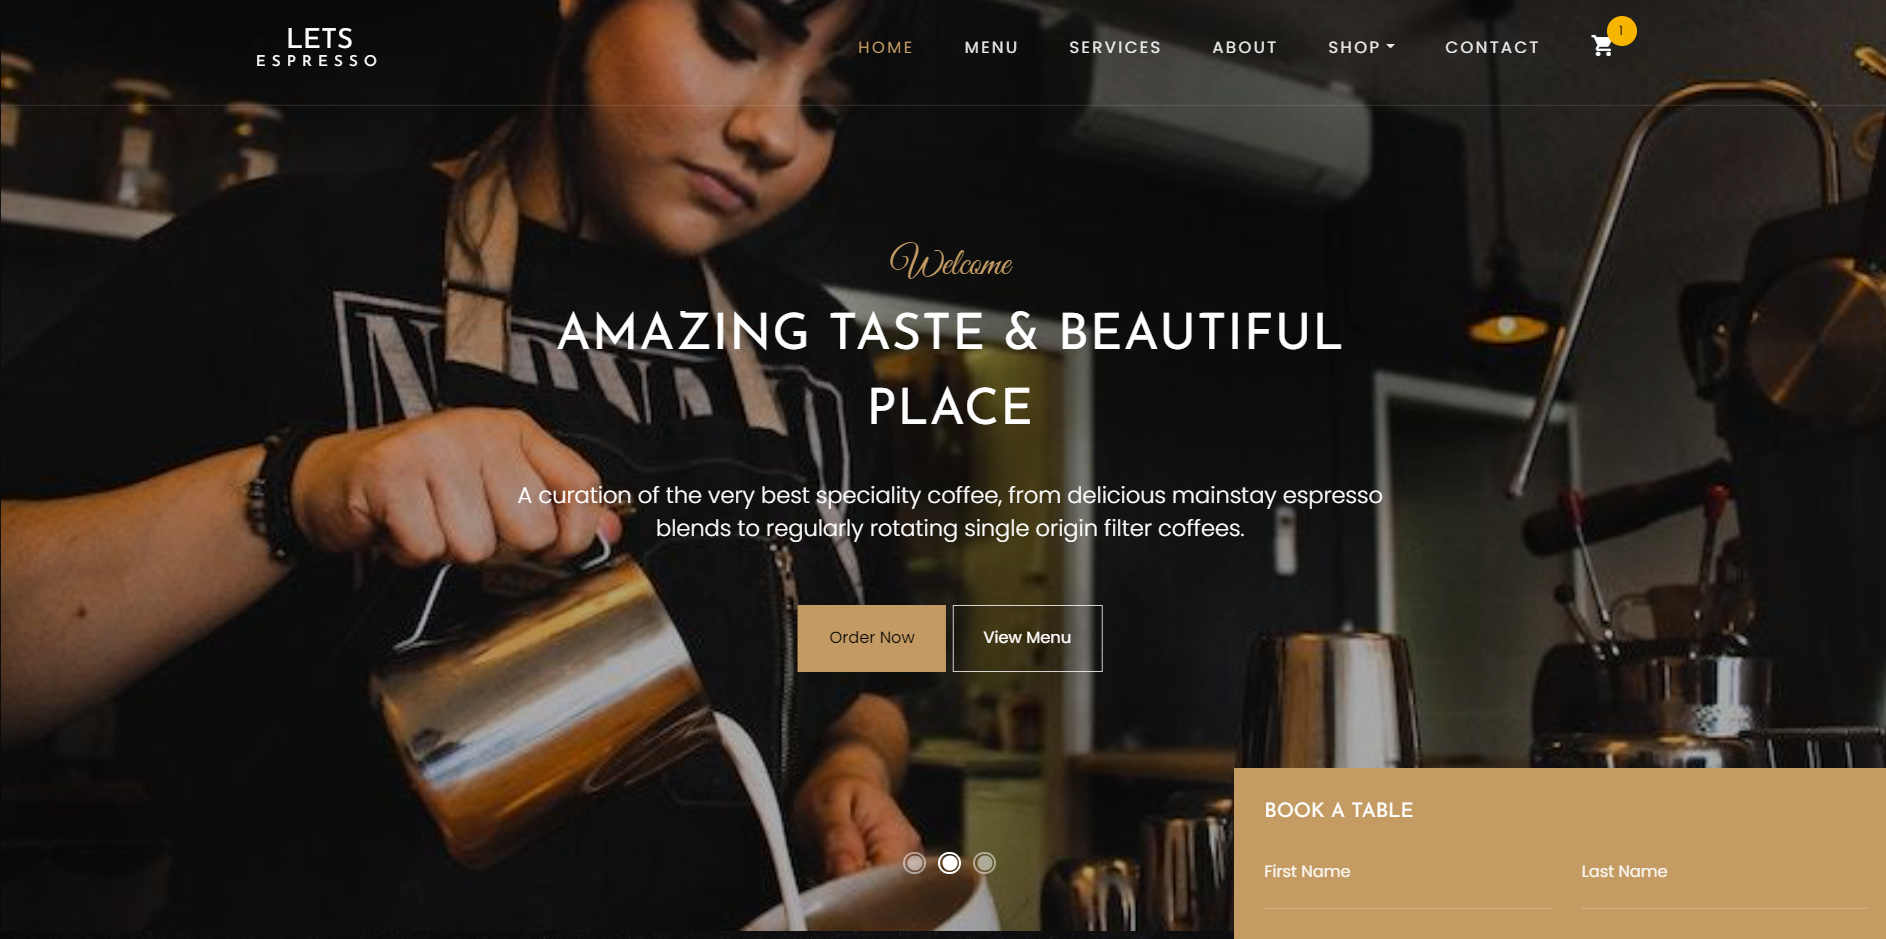 LETS
ESPRESSO
HOME MENU SERVICES ABOUT SHOP CONTACT 1
Welcome
AMAZING TASTE & BEAUTIFUL
PLACE
A curation of the very best speciality coffee, from delicious mainstay espresso
blends to regularly rotating single origin filter coffees.
Order Now View Menu
BOOK A TABLE
First Name Last Name